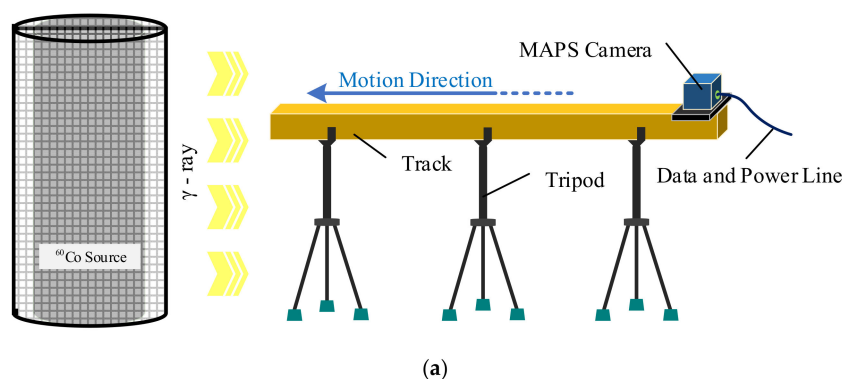 MAPS Camera
Motion Direction
γ - ray
Track
Tripod
Data and Power Line
⁶⁰Co Source
(a)